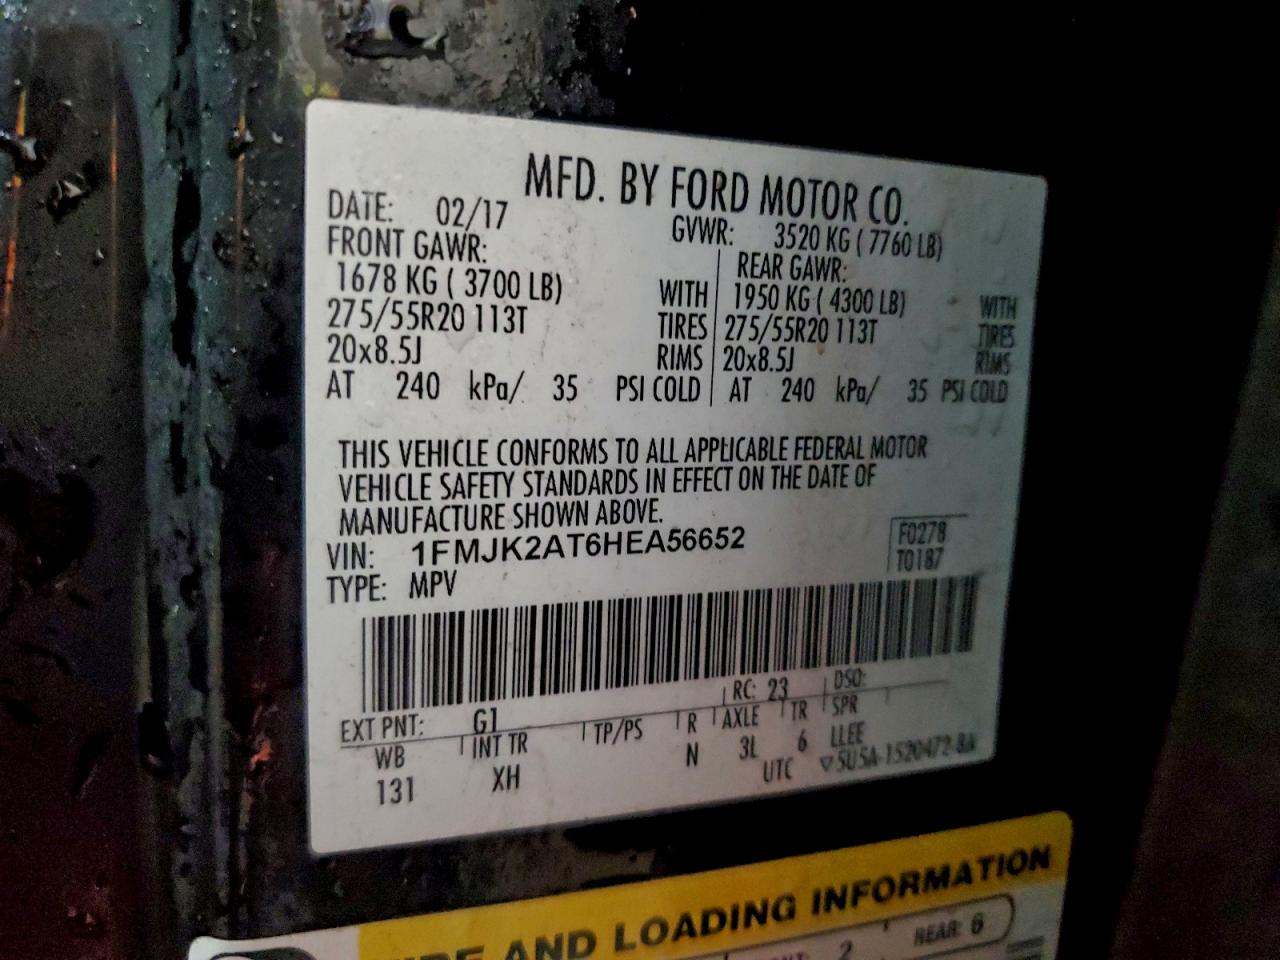 MFD. BY FORD MOTOR CO.
DATE: 02/17 GVWR: 3520 KG ( 7760 LB)
FRONT GAWR: REAR GAWR:
1678 KG ( 3700 LB) WITH 1950 KG ( 4300 LB) WITH
275/55R20 113T TIRES 275/55R20 113T TIRES
20x8.5J RIMS 20x8.5J RIMS
AT 240 kPa/ 35 PSI COLD AT 240 kPa/ 35 PSI COLD
THIS VEHICLE CONFORMS TO ALL APPLICABLE FEDERAL MOTOR
VEHICLE SAFETY STANDARDS IN EFFECT ON THE DATE OF
MANUFACTURE SHOWN ABOVE.
VIN: 1FMJK2AT6HEA56652 F0278
TYPE: MPV T0187
EXT PNT: G1 RC: 23 DSO:
WB INT TR TP/PS R AXLE TR SPR
131 XH N 3L 6 LLEE
UTC ▽5U5A-1520472-BA
AND LOADING INFORMATION
2 REAR: 6